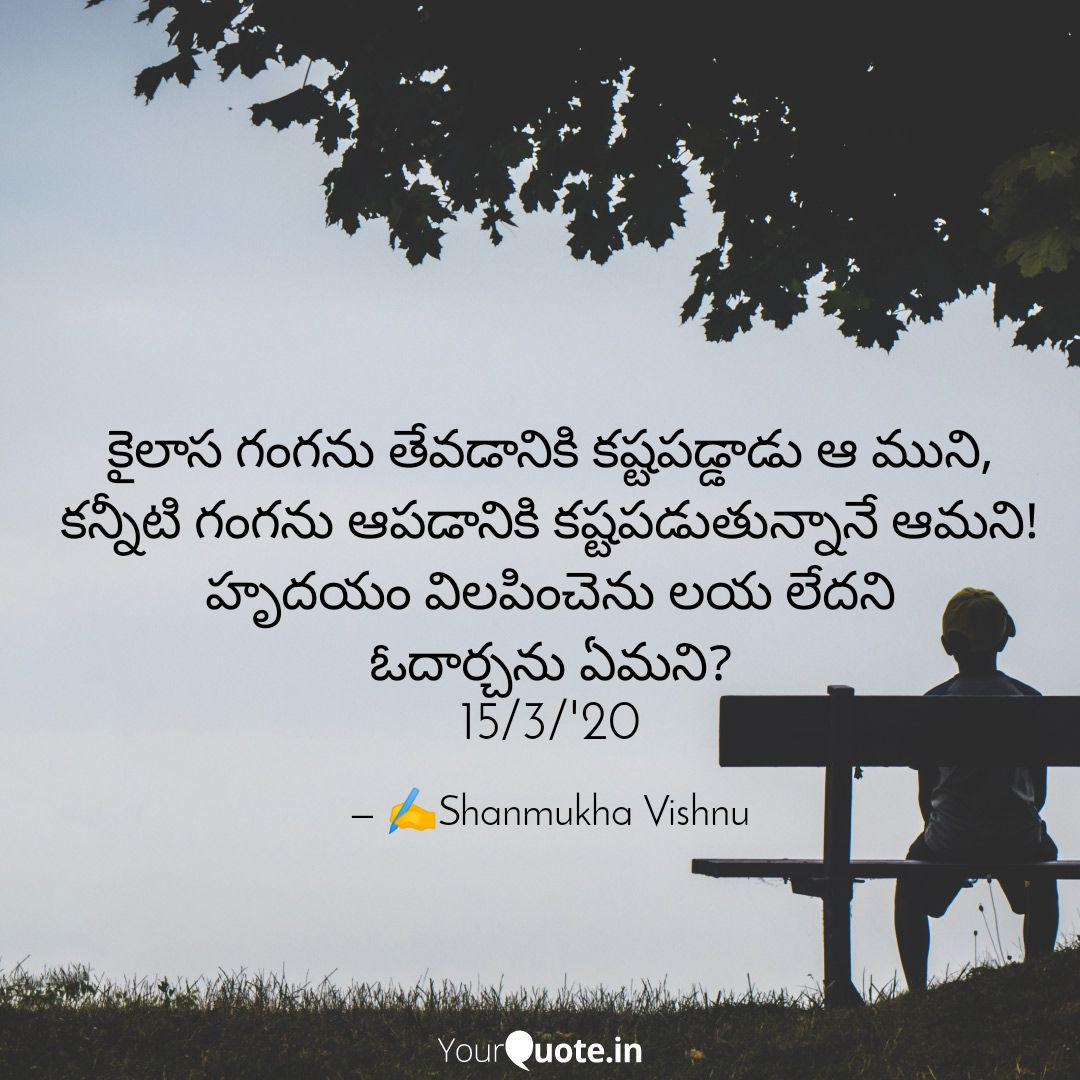 కైలాస గంగను తేవడానికి కష్టపడ్డాడు ఆ ముని,
కన్నీటి గంగను ఆపడానికి కష్టపడుతున్నానే ఆమని!
హృదయం విలపించెను లయ లేదని
ఓదార్చను ఏమని?
15/3/'20
– ✍️Shanmukha Vishnu
YourQuote.in